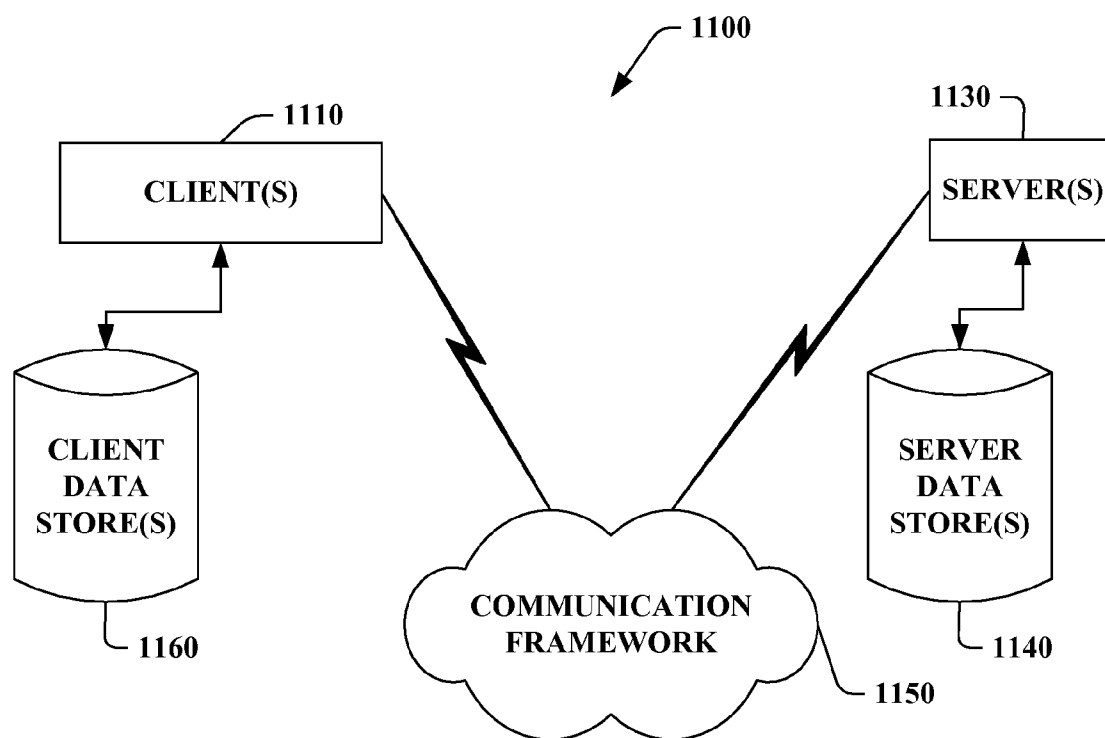 1100
1110
1130
CLIENT(S)
SERVER(S)
CLIENT
DATA
STORE(S)
SERVER
DATA
STORE(S)
COMMUNICATION
FRAMEWORK
1160
1140
1150